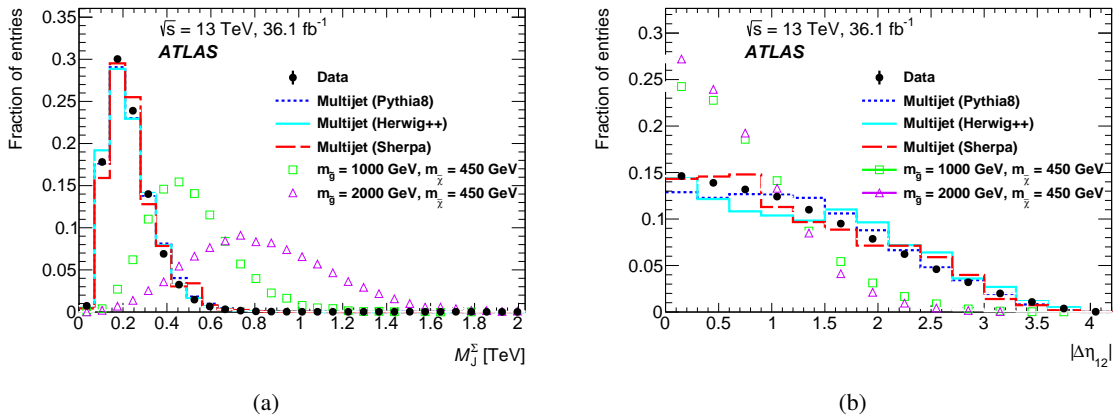 √s = 13 TeV, 36.1 fb⁻¹
ATLAS
Data
Multijet (Pythia8)
Multijet (Herwig++)
Multijet (Sherpa)
m_g̃ = 1000 GeV, m_χ̃ = 450 GeV
m_g̃ = 2000 GeV, m_χ̃ = 450 GeV
Fraction of entries
0.3
0.25
0.2
0.15
0.1
0.05
0
0 0.2 0.4 0.6 0.8 1 1.2 1.4 1.6 1.8 2
M_J^Σ [TeV]
(a)
√s = 13 TeV, 36.1 fb⁻¹
ATLAS
Data
Multijet (Pythia8)
Multijet (Herwig++)
Multijet (Sherpa)
m_g̃ = 1000 GeV, m_χ̃ = 450 GeV
m_g̃ = 2000 GeV, m_χ̃ = 450 GeV
Fraction of entries
0.3
0.25
0.2
0.15
0.1
0.05
0
0 0.5 1 1.5 2 2.5 3 3.5 4
|Δη₁₂|
(b)